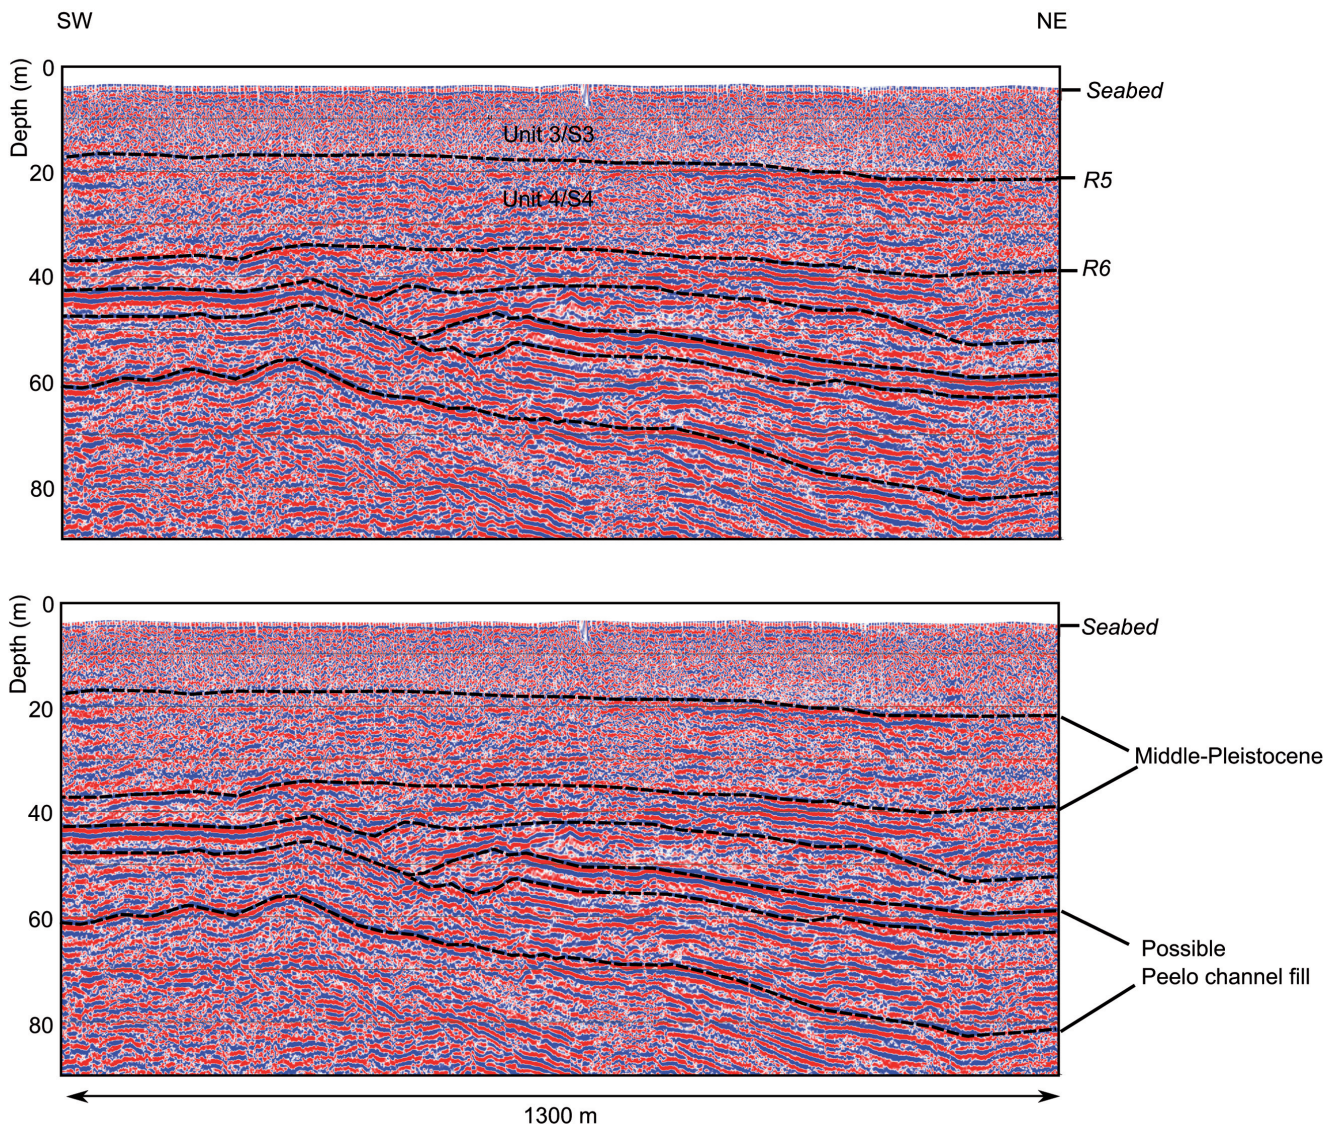 SW
NE
Depth (m)
0
20
40
60
80
Unit 3/S3
Unit 4/S4
Seabed
R5
R6
Depth (m)
0
20
40
60
80
Seabed
Middle-Pleistocene
Possible
Peelo channel fill
1300 m